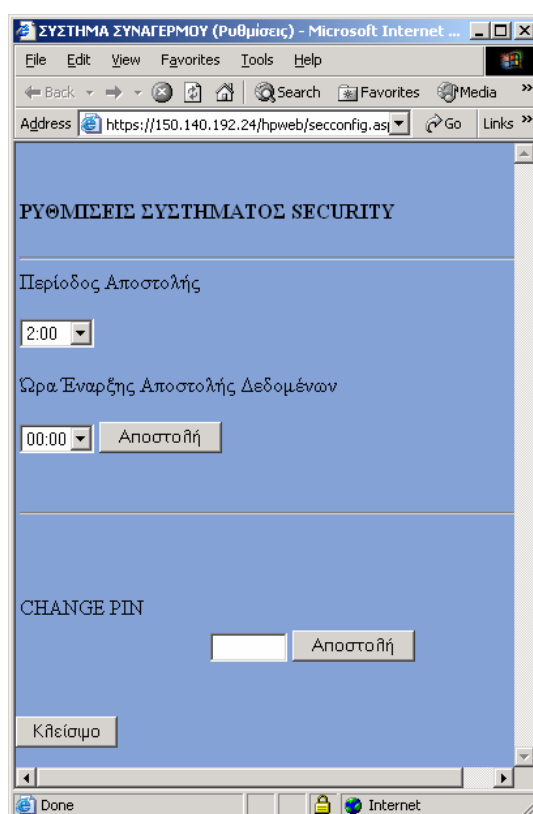 ΣΥΣΤΗΜΑ ΣΥΝΑΓΕΡΜΟΥ (Ρυθμίσεις) - Microsoft Internet ...
File Edit View Favorites Tools Help
Back Search Favorites Media »
Address https://150.140.192.24/hpweb/secconfig.as Go Links »
ΡΥΘΜΙΣΕΙΣ ΣΥΣΤΗΜΑΤΟΣ SECURITY
Περίοδος Αποστολής
2:00
Ώρα Έναρξης Αποστολής Δεδομένων
00:00 Αποστολή
CHANGE PIN
Αποστολή
Κλείσιμο
Done Internet